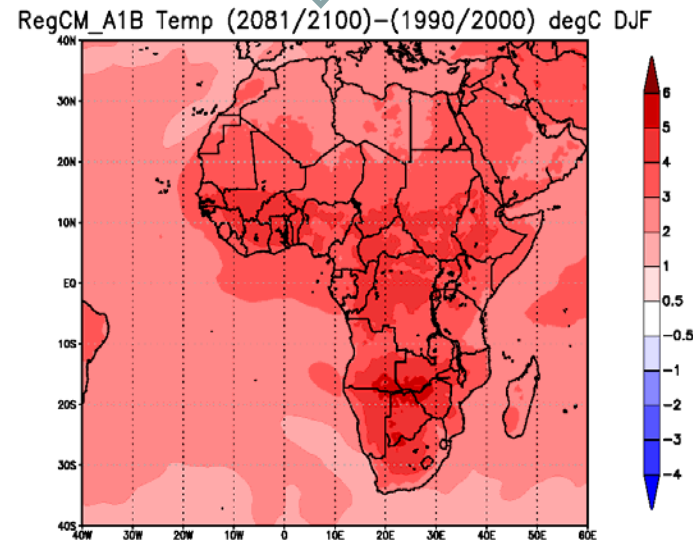 RegCM_A1B Temp (2081/2100)-(1990/2000) degC DJF
40N
30N
20N
10N
EQ
10S
20S
30S
40S
40W 30W 20W 10W 0 10E 20E 30E 40E 50E 60E
6
5
4
3
2
1
0.5
-0.5
-1
-2
-3
-4